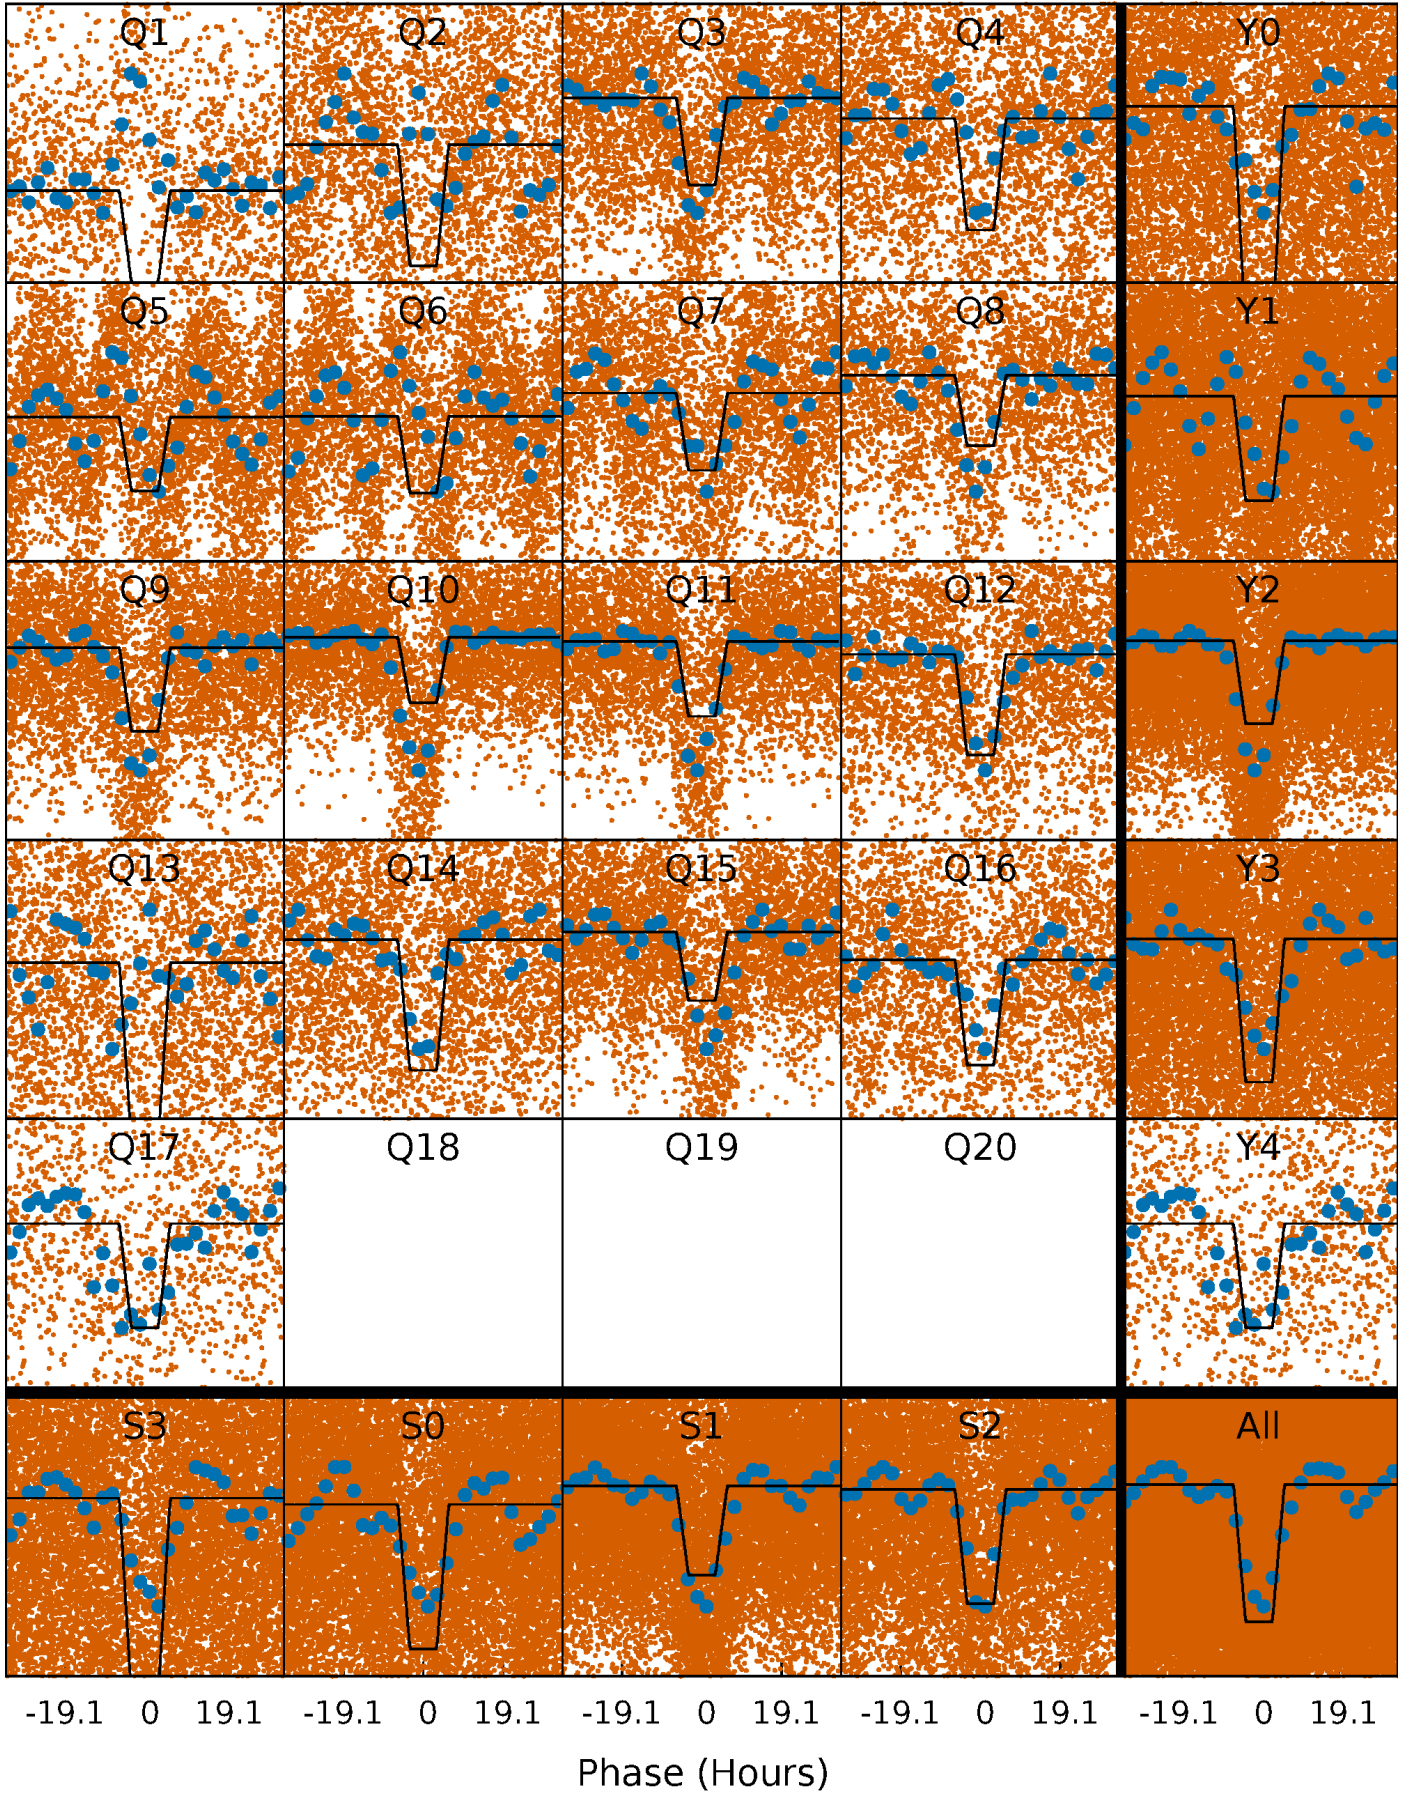 Q1 Q2 Q3 Q4 Y0
Q5 Q6 Q7 Q8 Y1
Q9 Q10 Q11 Q12 Y2
Q13 Q14 Q15 Q16 Y3
Q17 Q18 Q19 Q20 Y4
S3 S0 S1 S2 All
-19.1 0 19.1 -19.1 0 19.1 -19.1 0 19.1 -19.1 0 19.1 -19.1 0 19.1
Phase (Hours)